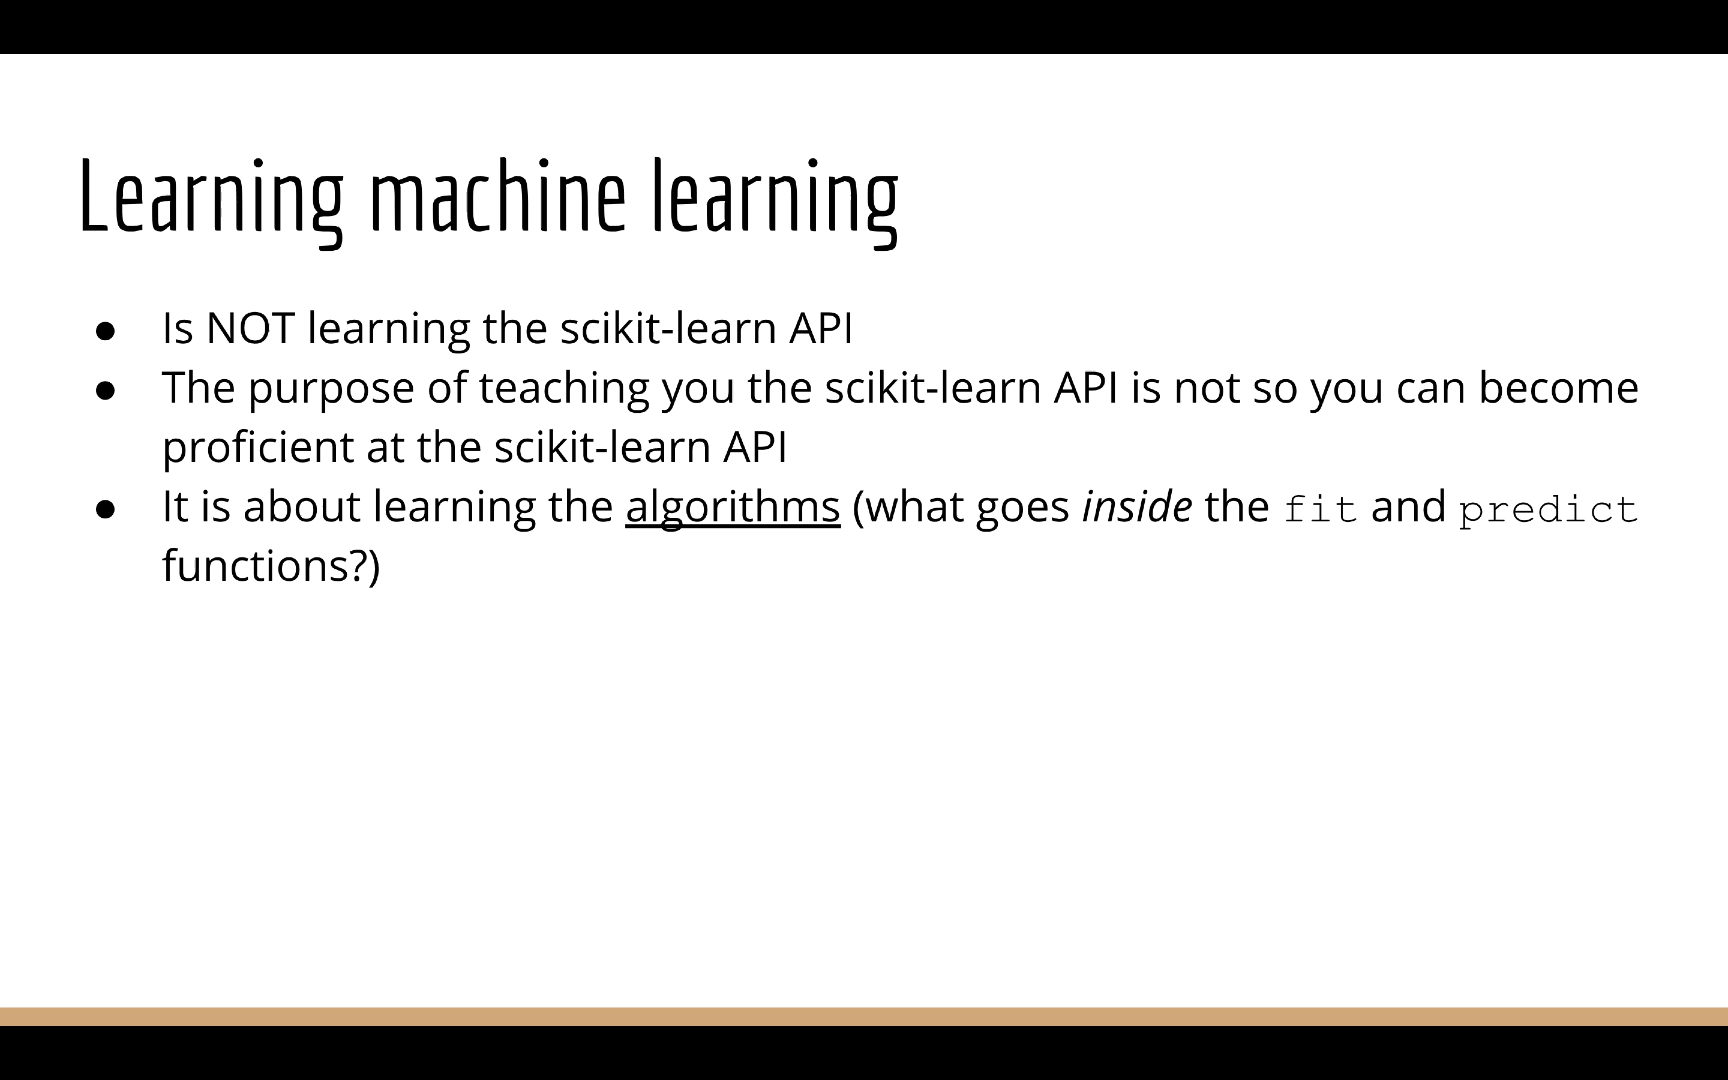 Learning machine learning
● Is NOT learning the scikit-learn API
● The purpose of teaching you the scikit-learn API is not so you can become
proficient at the scikit-learn API
● It is about learning the algorithms (what goes inside the fit and predict
functions?)